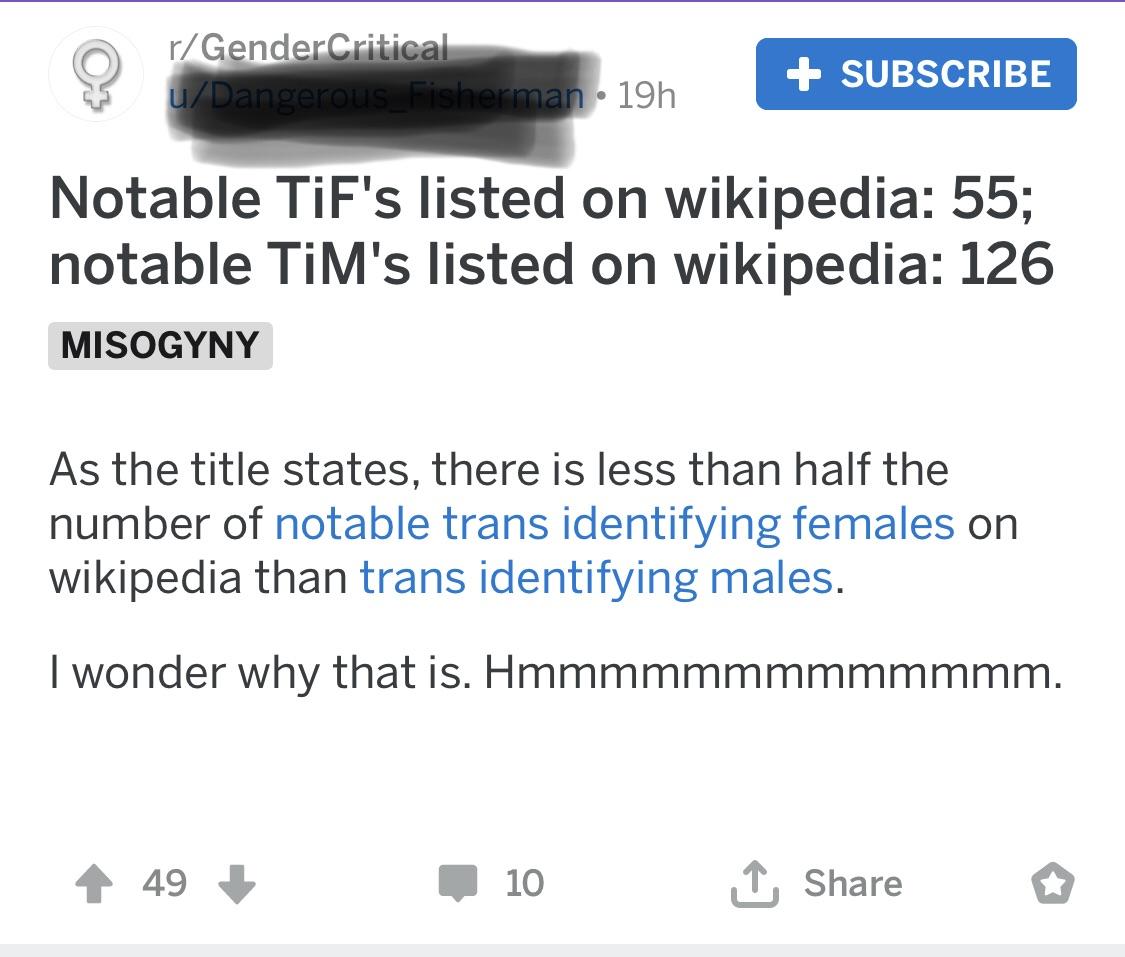 r/GenderCritical
u/Dangerous_Fisherman • 19h
+ SUBSCRIBE
Notable TiF's listed on wikipedia: 55;
notable TiM's listed on wikipedia: 126
MISOGYNY
As the title states, there is less than half the
number of notable trans identifying females on
wikipedia than trans identifying males.
I wonder why that is. Hmmmmmmmmmmmmm.
49
10
Share